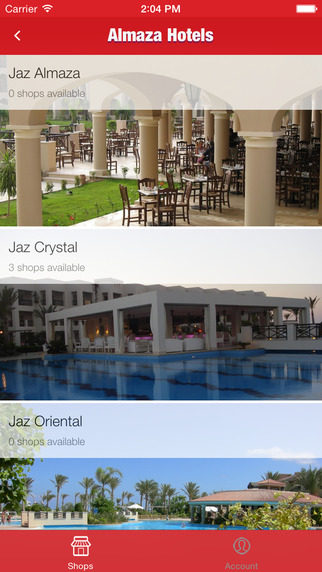 Carrier 2:04 PM
Almaza Hotels
Jaz Almaza
0 shops available
Jaz Crystal
3 shops available
Jaz Oriental
0 shops available
Shops Account